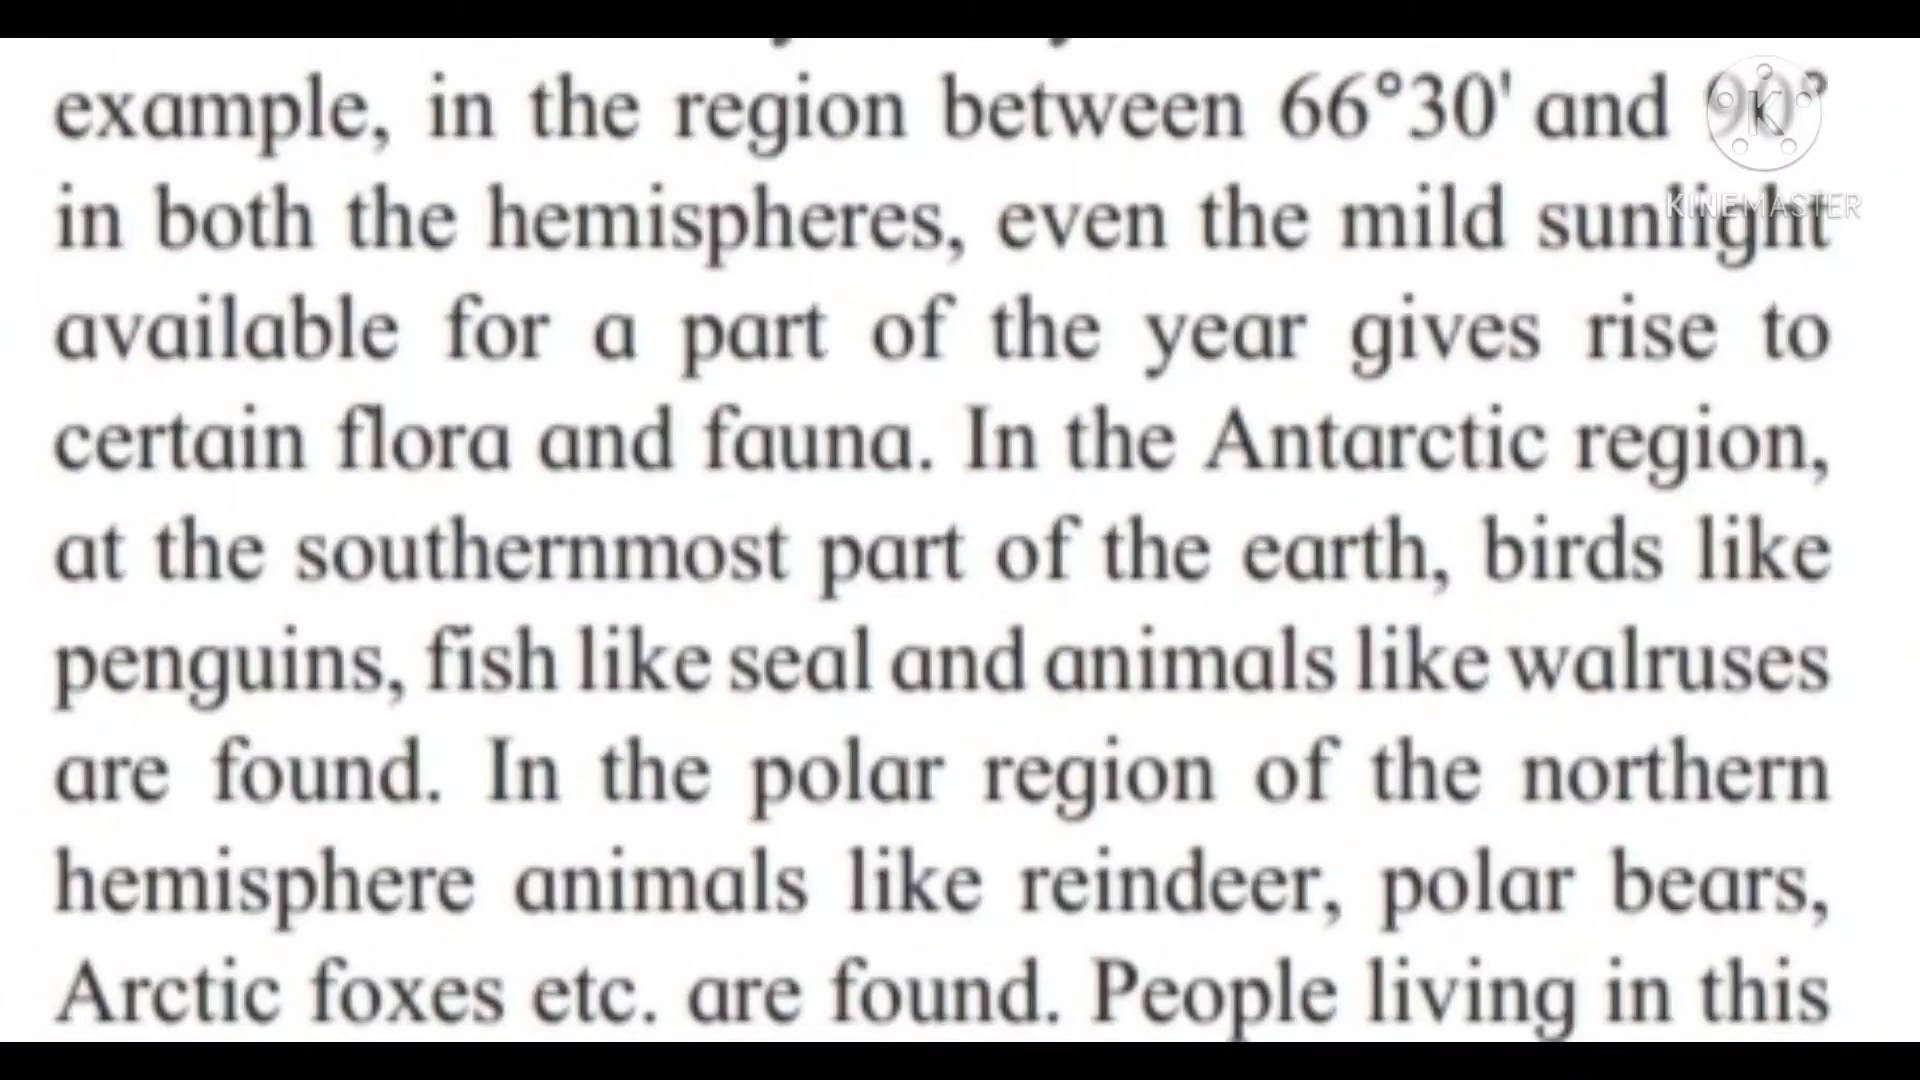 example, in the region between 66°30' and 90°
in both the hemispheres, even the mild sunlight
available for a part of the year gives rise to
certain flora and fauna. In the Antarctic region,
at the southernmost part of the earth, birds like
penguins, fish like seal and animals like walruses
are found. In the polar region of the northern
hemisphere animals like reindeer, polar bears,
Arctic foxes etc. are found. People living in this
K
KINEMASTER